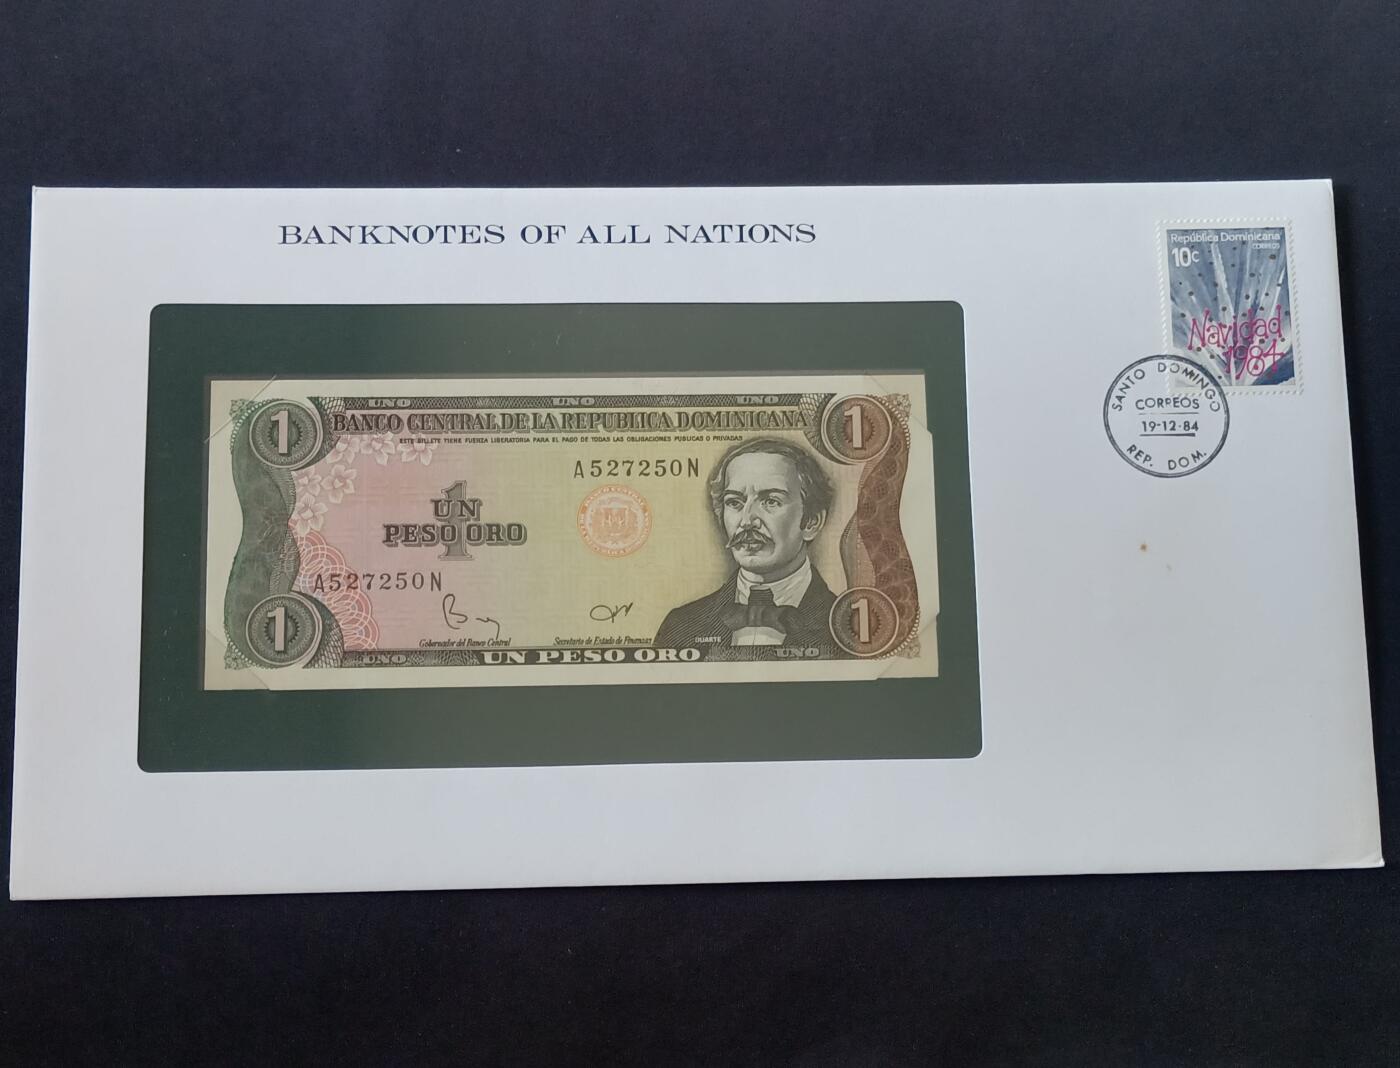 BANKNOTES OF ALL NATIONS
República Dominicana
CORREOS
10c
Navidad
1984
SANTO DOMINGO
CORREOS
19-12-84
REP. DOM.
UNO UNO UNO
1 BANCO CENTRAL DE LA REPUBLICA DOMINICANA 1
ESTE BILLETE TIENE FUERZA LIBERATORIA PARA EL PAGO DE TODAS LAS OBLIGACIONES PUBLICAS O PRIVADAS
A527250N
1
UN
PESO ORO
A527250N
Gobernador del Banco Central Secretario de Estado de Finanzas
DUARTE
1 UNO UN PESO ORO UNO 1